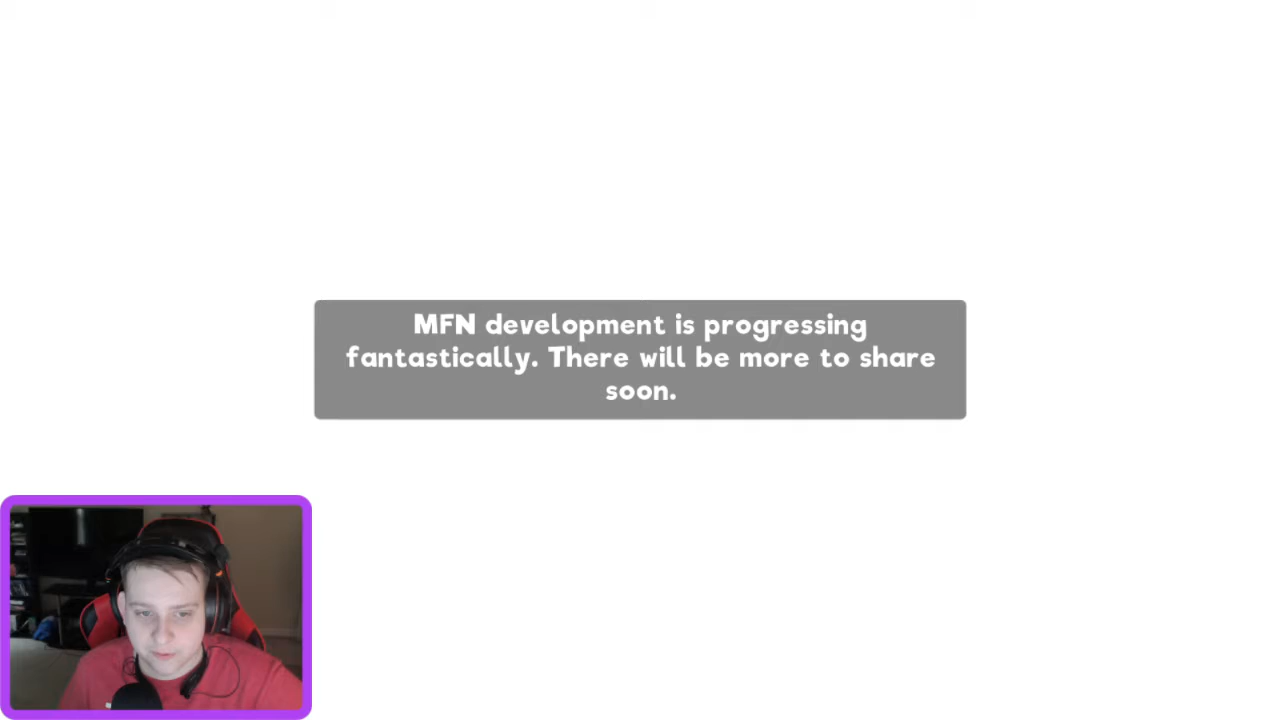 MFN development is progressing
fantastically. There will be more to share
soon.